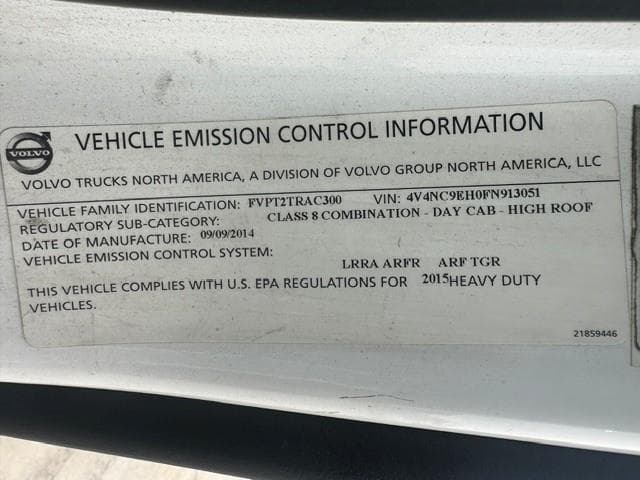 VOLVO
VEHICLE EMISSION CONTROL INFORMATION
VOLVO TRUCKS NORTH AMERICA, A DIVISION OF VOLVO GROUP NORTH AMERICA, LLC
VEHICLE FAMILY IDENTIFICATION: FVPT2TRAC300 VIN: 4V4NC9EH0FN913051
REGULATORY SUB-CATEGORY: CLASS 8 COMBINATION - DAY CAB - HIGH ROOF
DATE OF MANUFACTURE: 09/09/2014
VEHICLE EMISSION CONTROL SYSTEM:
LRRA ARFR ARF TGR
THIS VEHICLE COMPLIES WITH U.S. EPA REGULATIONS FOR 2015 HEAVY DUTY
VEHICLES.
21859446